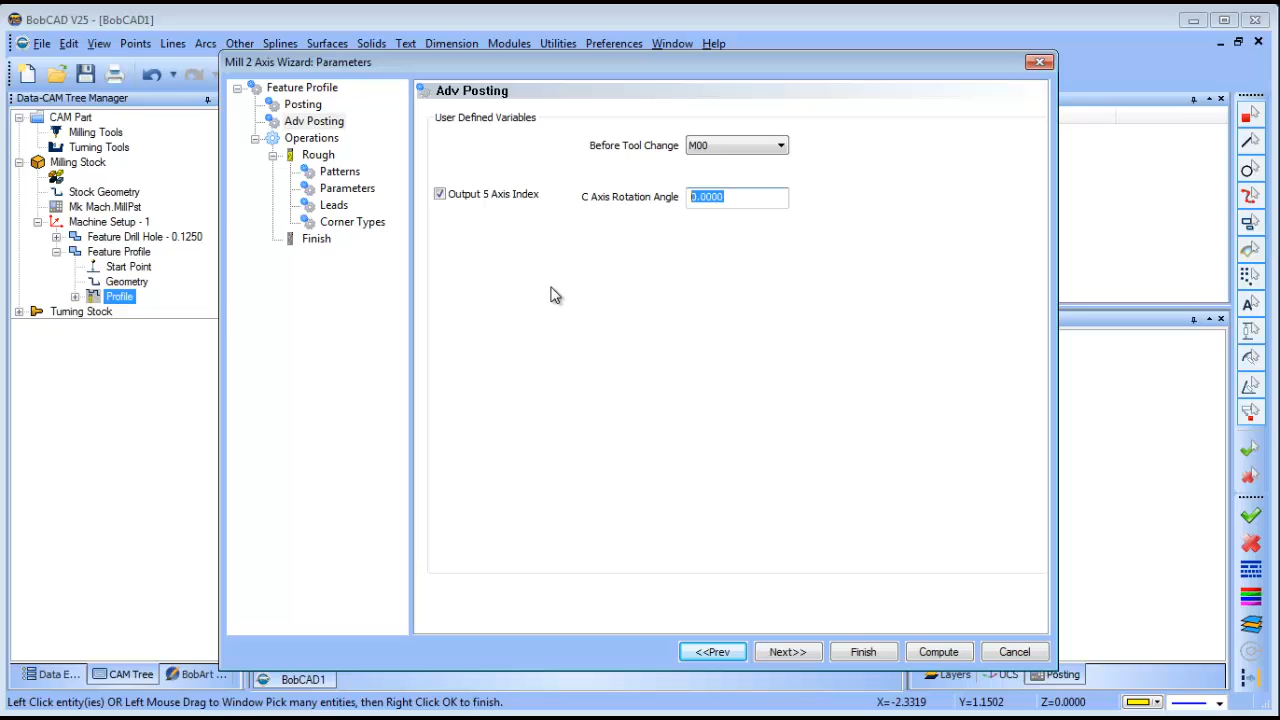 BobCAD V25 - [BobCAD1]
File Edit View Points Lines Arcs Other Splines Surfaces Solids Text Dimension Modules Utilities Preferences Window Help
Mill 2 Axis Wizard: Parameters
Data-CAM Tree Manager
CAM Part
Milling Tools
Turning Tools
Milling Stock
Stock Geometry
Mk Mach.MillPst
Machine Setup - 1
Feature Drill Hole - 0.1250
Feature Profile
Start Point
Geometry
Profile
Turning Stock
Feature Profile
Posting
Adv Posting
Operations
Rough
Patterns
Parameters
Leads
Corner Types
Finish
Adv Posting
User Defined Variables
Before Tool Change M00
Output 5 Axis Index C Axis Rotation Angle 0.0000
<<Prev Next>> Finish Compute Cancel
Data E... CAM Tree BobArt ... BobCAD1 Layers UCS Posting
Left Click entity(ies) OR Left Mouse Drag to Window Pick many entities, then Right Click OK to finish. X=-2.3319 Y=1.1502 Z=0.0000